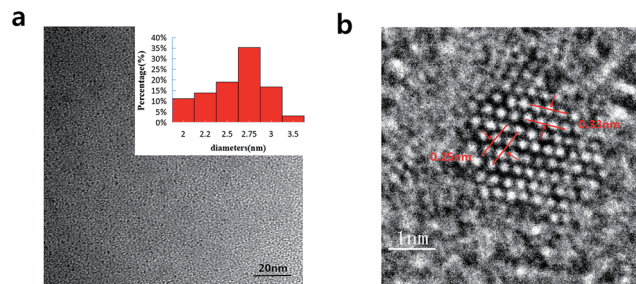 a
b
40%
35%
30%
25%
20%
15%
10%
5%
0%
Percentage(%)
2 2.2 2.5 2.75 3 3.5
diameters(nm)
20nm
0.33nm
0.25nm
1nm